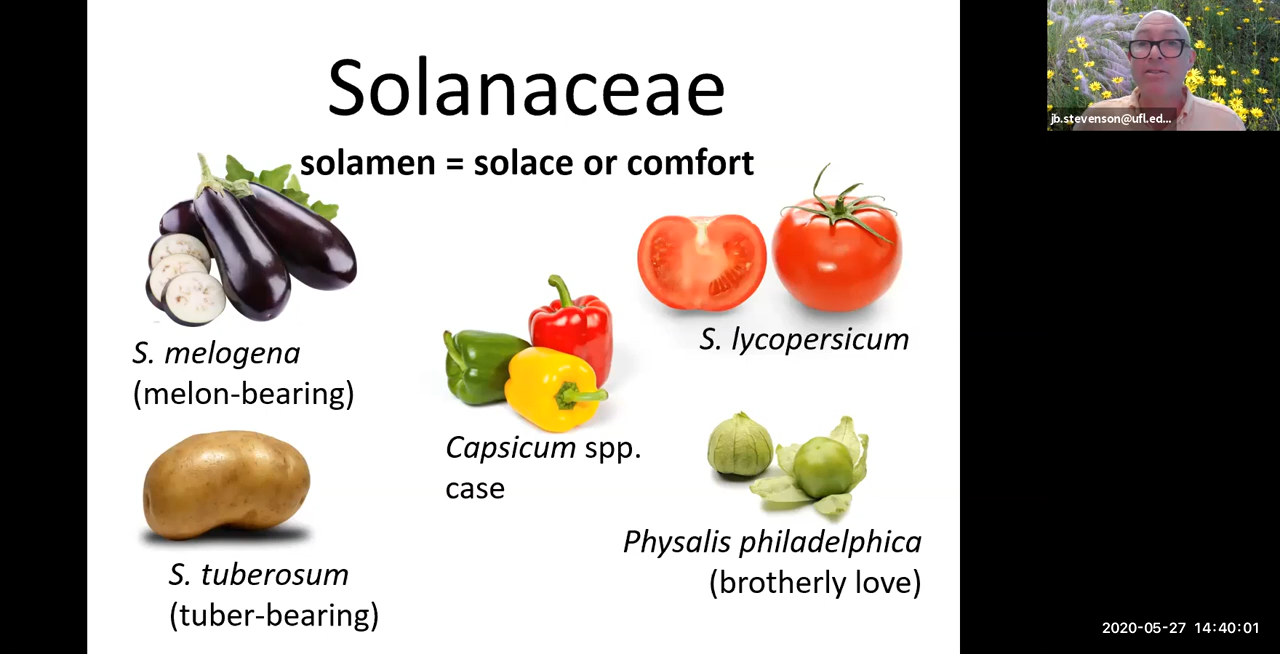 Solanaceae
solamen = solace or comfort
S. melogena
(melon-bearing)
S. lycopersicum
Capsicum spp.
case
S. tuberosum
(tuber-bearing)
Physalis philadelphica
(brotherly love)
jb.stevenson@ufl.ed...
2020-05-27 14:40:01